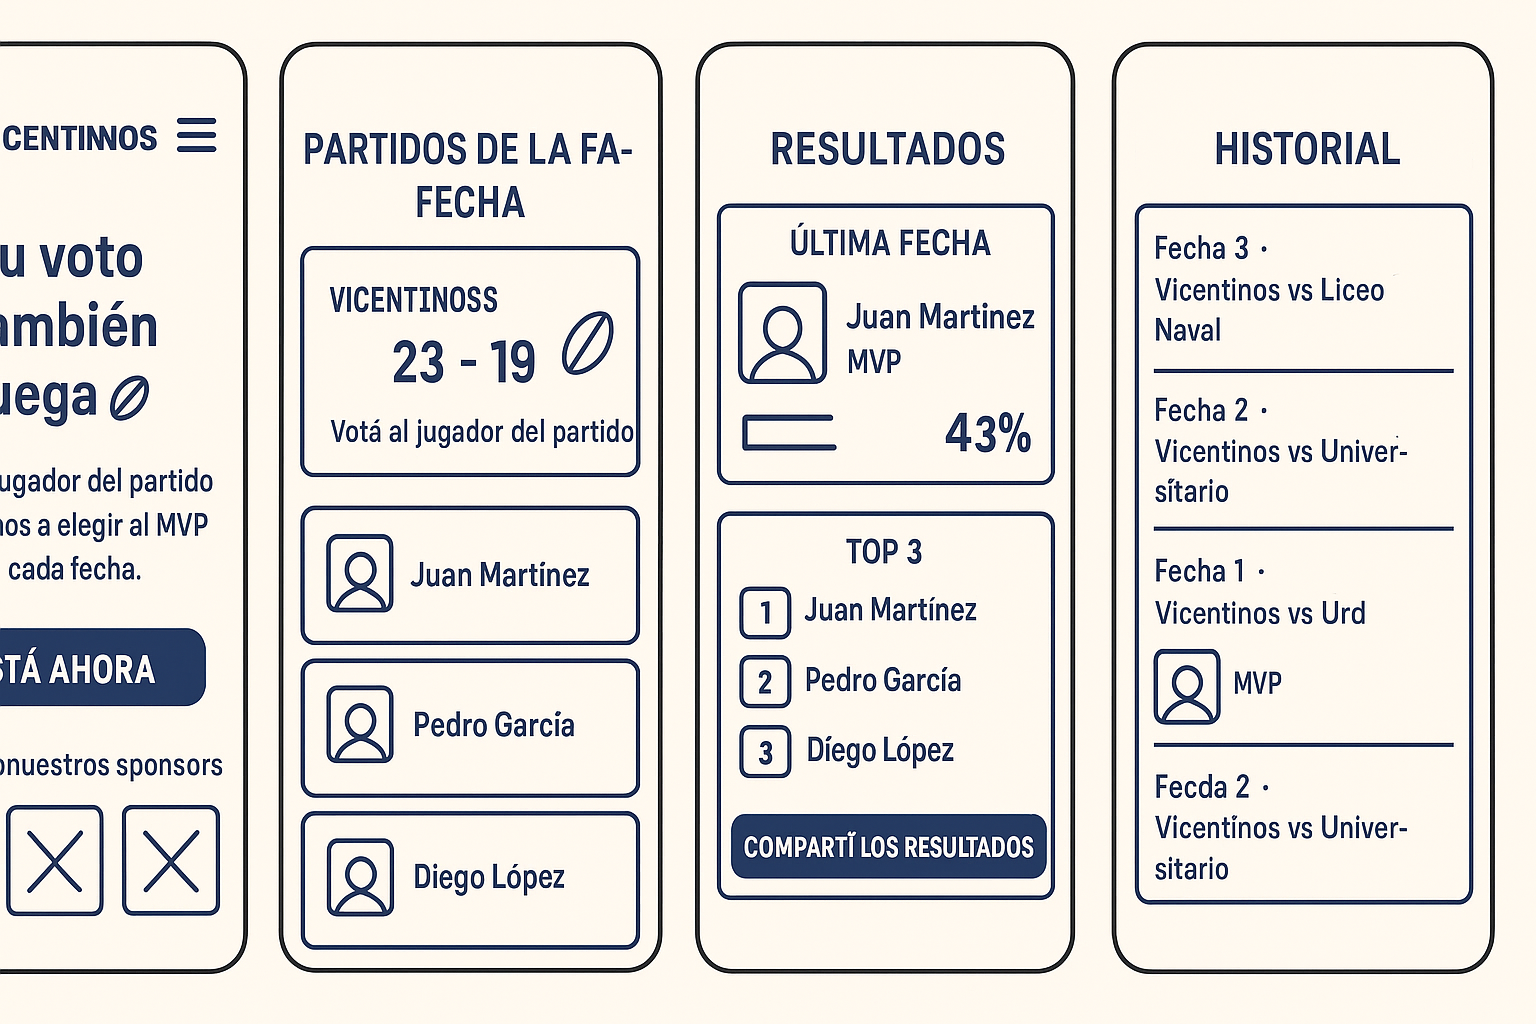 CENTINNOS
u voto
ambién
uega
ugador del partido
nos a elegir al MVP
cada fecha.
STÁ AHORA
onuestros sponsors
PARTIDOS DE LA FA-
FECHA
VICENTINOSS
23 - 19
Votá al jugador del partido
Juan Martínez
Pedro García
Diego López
RESULTADOS
ÚLTIMA FECHA
Juan Martinez
MVP
43%
TOP 3
1 Juan Martínez
2 Pedro García
3 Díego López
COMPARTÍ LOS RESULTADOS
HISTORIAL
Fecha 3 ·
Vicentinos vs Liceo
Naval
Fecha 2 ·
Vicentinos vs Univer-
sítario
Fecha 1 ·
Vicentinos vs Urd
MVP
Fecda 2 ·
Vicentínos vs Univer-
sitario